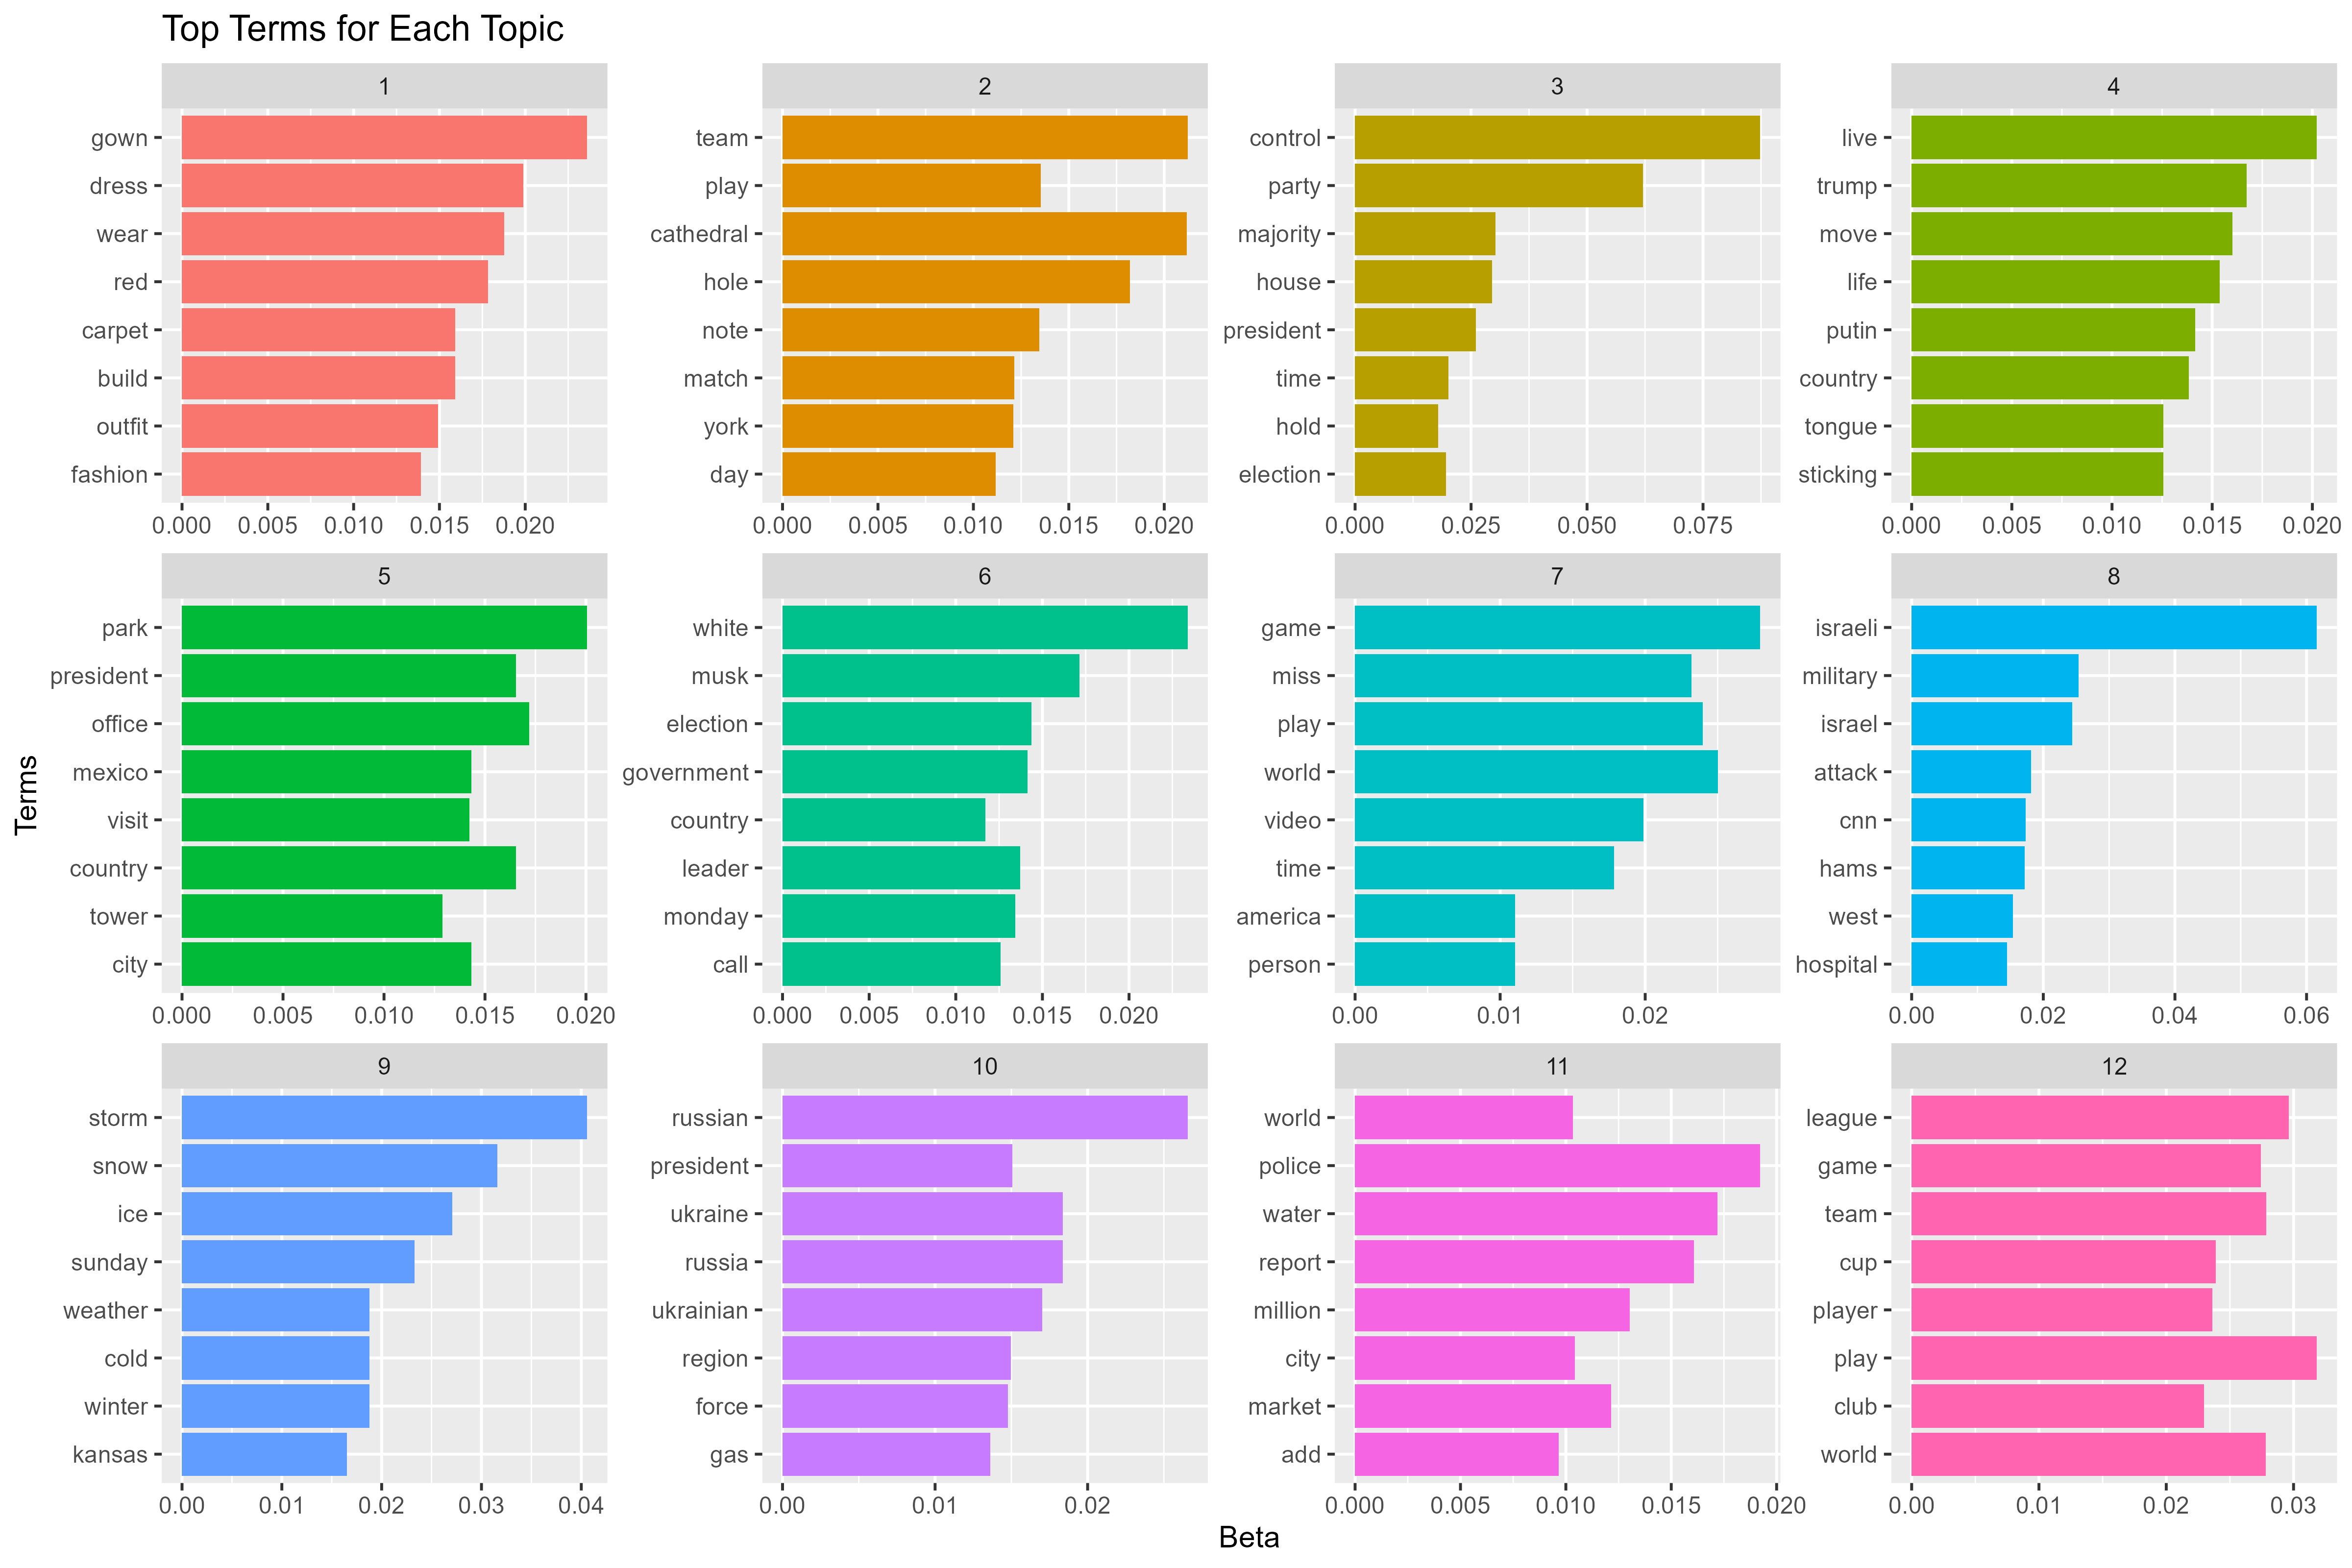 Top Terms for Each Topic
1
gown
dress
wear
red
carpet
build
outfit
fashion
0.000 0.005 0.010 0.015 0.020
2
team
play
cathedral
hole
note
match
york
day
0.000 0.005 0.010 0.015 0.020
3
control
party
majority
house
president
time
hold
election
0.000 0.025 0.050 0.075
4
live
trump
move
life
putin
country
tongue
sticking
0.000 0.005 0.010 0.015 0.020
5
park
president
office
mexico
visit
country
tower
city
0.000 0.005 0.010 0.015 0.020
6
white
musk
election
government
country
leader
monday
call
0.000 0.005 0.010 0.015 0.020
7
game
miss
play
world
video
time
america
person
0.00 0.01 0.02
8
israeli
military
israel
attack
cnn
hams
west
hospital
0.00 0.02 0.04 0.06
9
storm
snow
ice
sunday
weather
cold
winter
kansas
0.00 0.01 0.02 0.03 0.04
10
russian
president
ukraine
russia
ukrainian
region
force
gas
0.00 0.01 0.02
11
world
police
water
report
million
city
market
add
0.000 0.005 0.010 0.015 0.020
12
league
game
team
cup
player
play
club
world
0.00 0.01 0.02 0.03
Terms
Beta